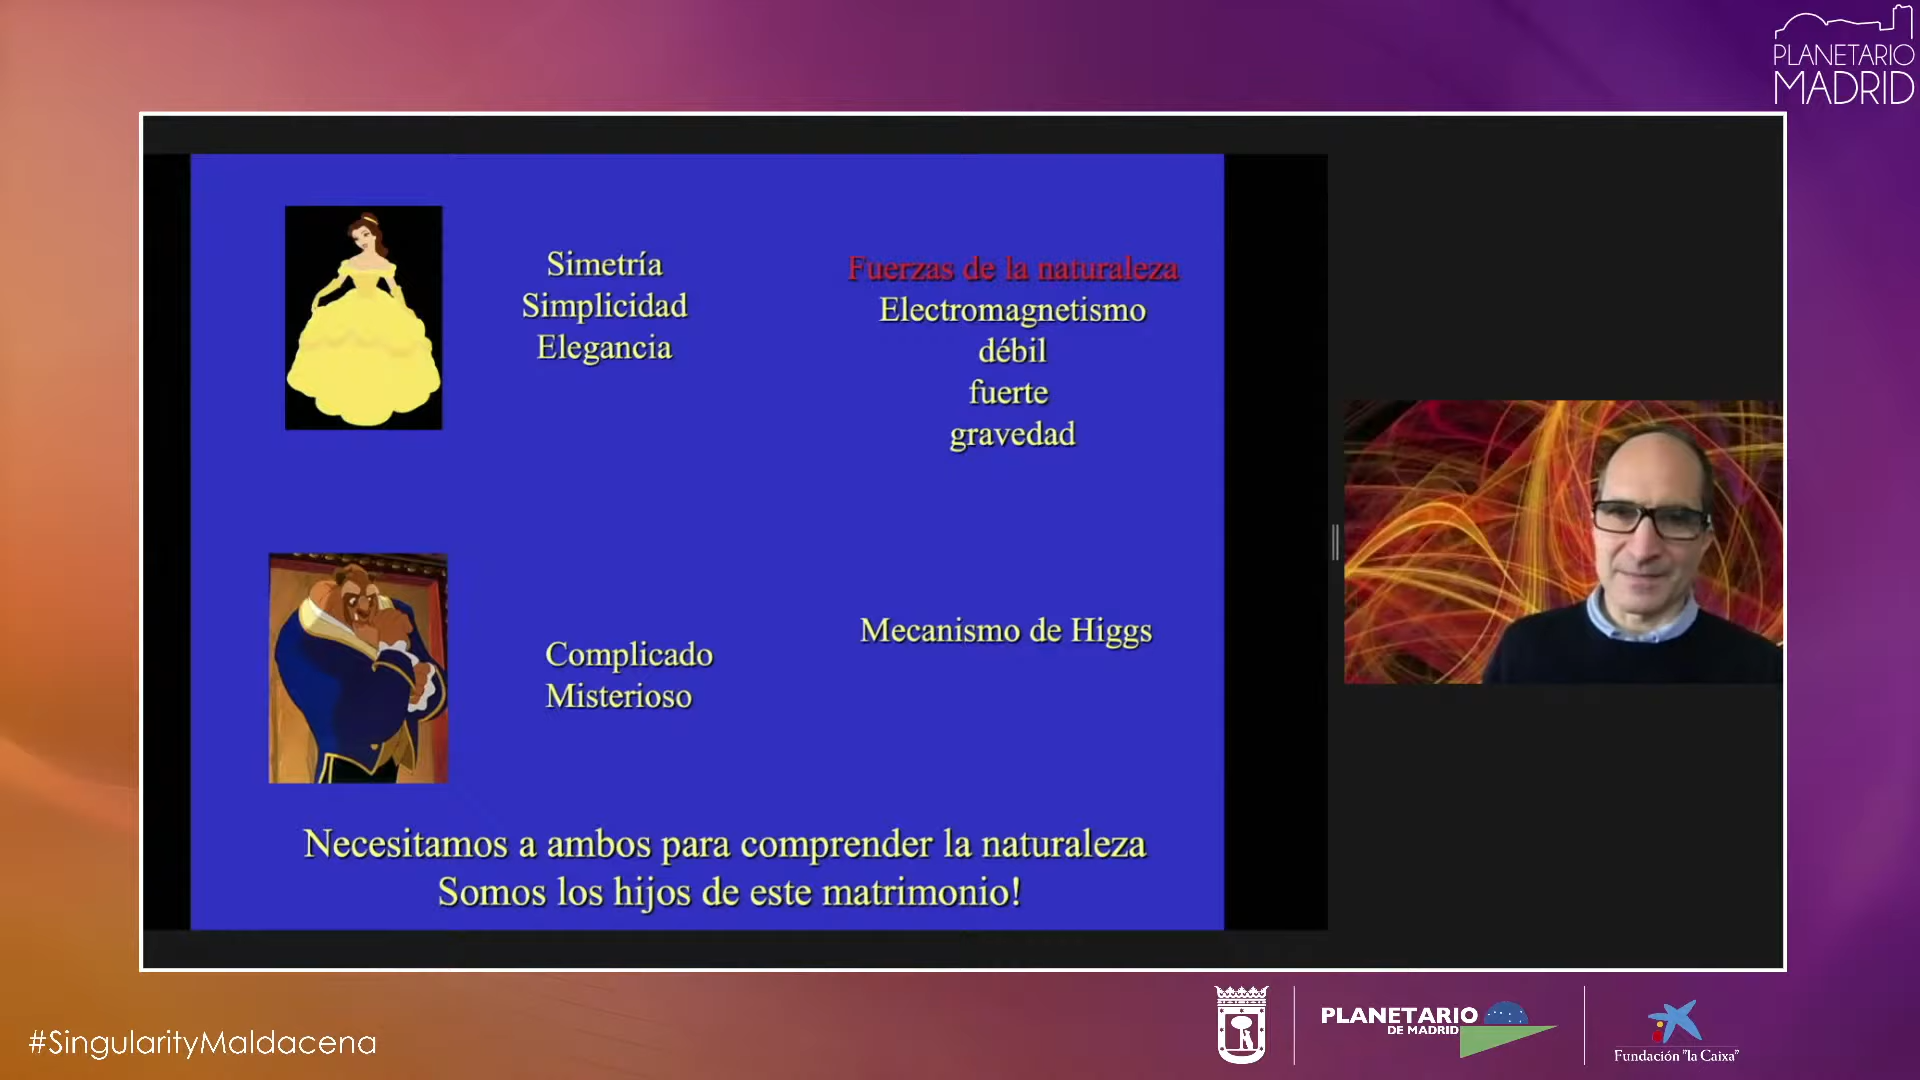 PLANETARIO
MADRID
Simetría
Simplicidad
Elegancia
Fuerzas de la naturaleza
Electromagnetismo
débil
fuerte
gravedad
Complicado
Misterioso
Mecanismo de Higgs
Necesitamos a ambos para comprender la naturaleza
Somos los hijos de este matrimonio!
#SingularityMaldacena
PLANETARIO
DE MADRID
Fundación "la Caixa"